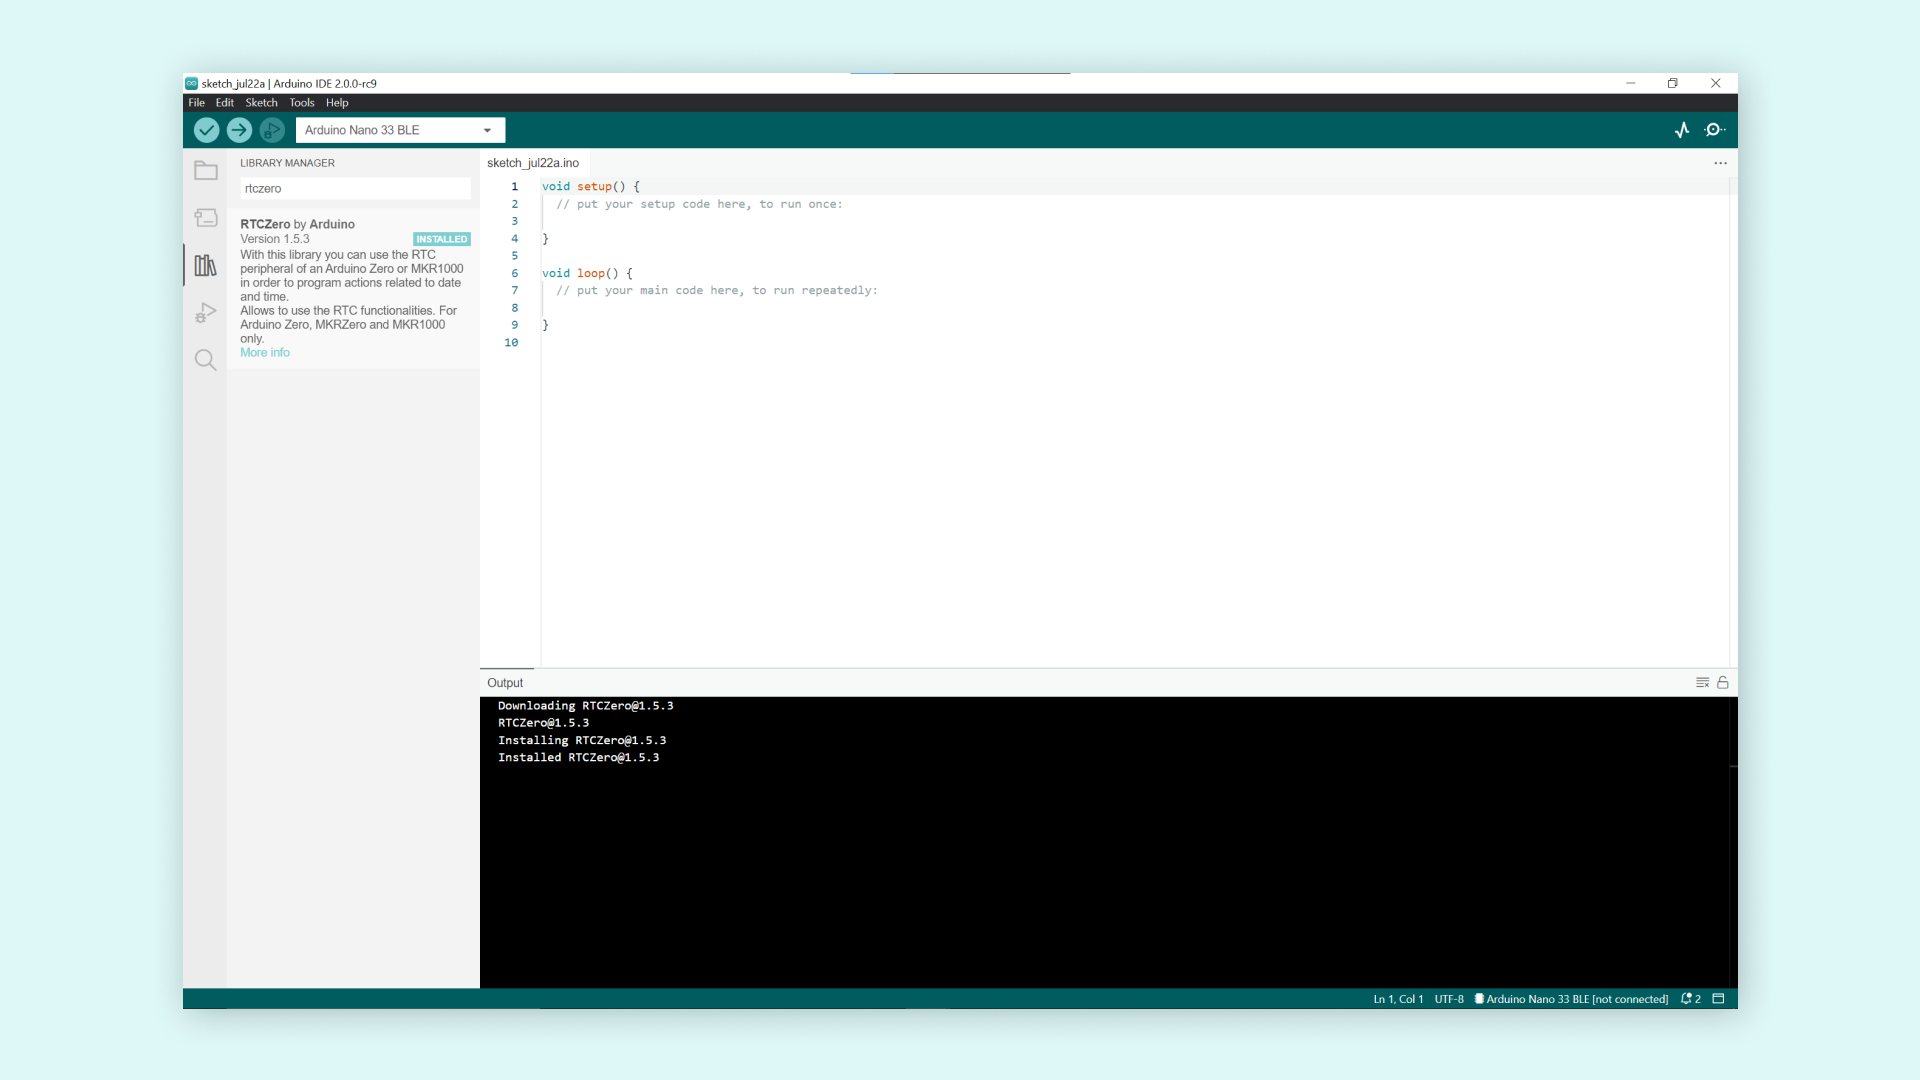 sketch_jul22a | Arduino IDE 2.0.0-rc9
File Edit Sketch Tools Help
Arduino Nano 33 BLE
LIBRARY MANAGER
rtczero
RTCZero by Arduino
Version 1.5.3 INSTALLED
With this library you can use the RTC
peripheral of an Arduino Zero or MKR1000
in order to program actions related to date
and time.
Allows to use the RTC functionalities. For
Arduino Zero, MKRZero and MKR1000
only.
More info
sketch_jul22a.ino
1 void setup() {
2 // put your setup code here, to run once:
3
4 }
5
6 void loop() {
7 // put your main code here, to run repeatedly:
8
9 }
10
Output
Downloading RTCZero@1.5.3
RTCZero@1.5.3
Installing RTCZero@1.5.3
Installed RTCZero@1.5.3
Ln 1, Col 1 UTF-8 Arduino Nano 33 BLE [not connected] 2